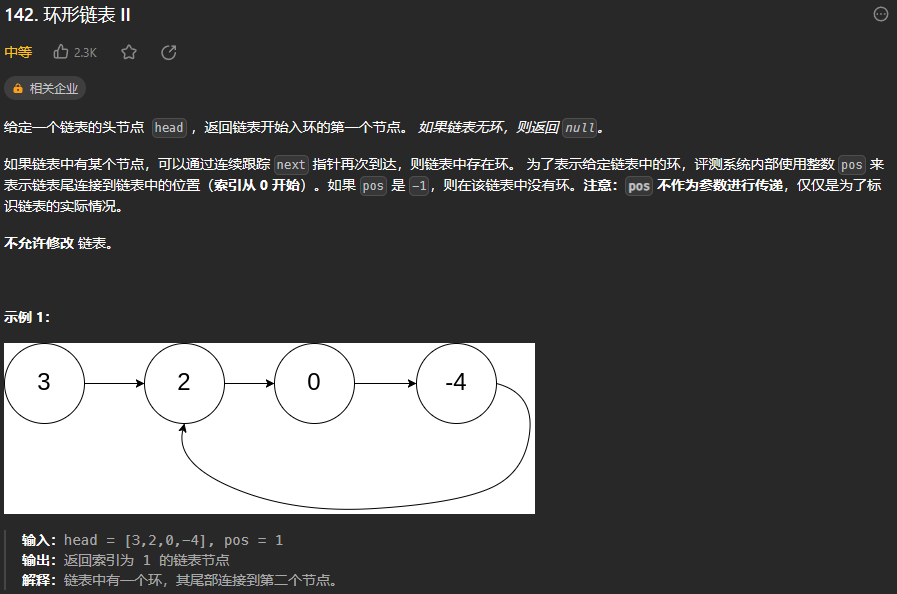 142. 环形链表 II
中等 2.3K
相关企业
给定一个链表的头节点 head ，返回链表开始入环的第一个节点。 如果链表无环，则返回 null。
如果链表中有某个节点，可以通过连续跟踪 next 指针再次到达，则链表中存在环。 为了表示给定链表中的环，评测系统内部使用整数 pos 来
表示链表尾连接到链表中的位置（索引从 0 开始）。如果 pos 是 -1，则在该链表中没有环。注意：pos 不作为参数进行传递，仅仅是为了标
识链表的实际情况。
不允许修改 链表。
示例 1：
3 2 0 -4
输入：head = [3,2,0,-4], pos = 1
输出：返回索引为 1 的链表节点
解释：链表中有一个环，其尾部连接到第二个节点。